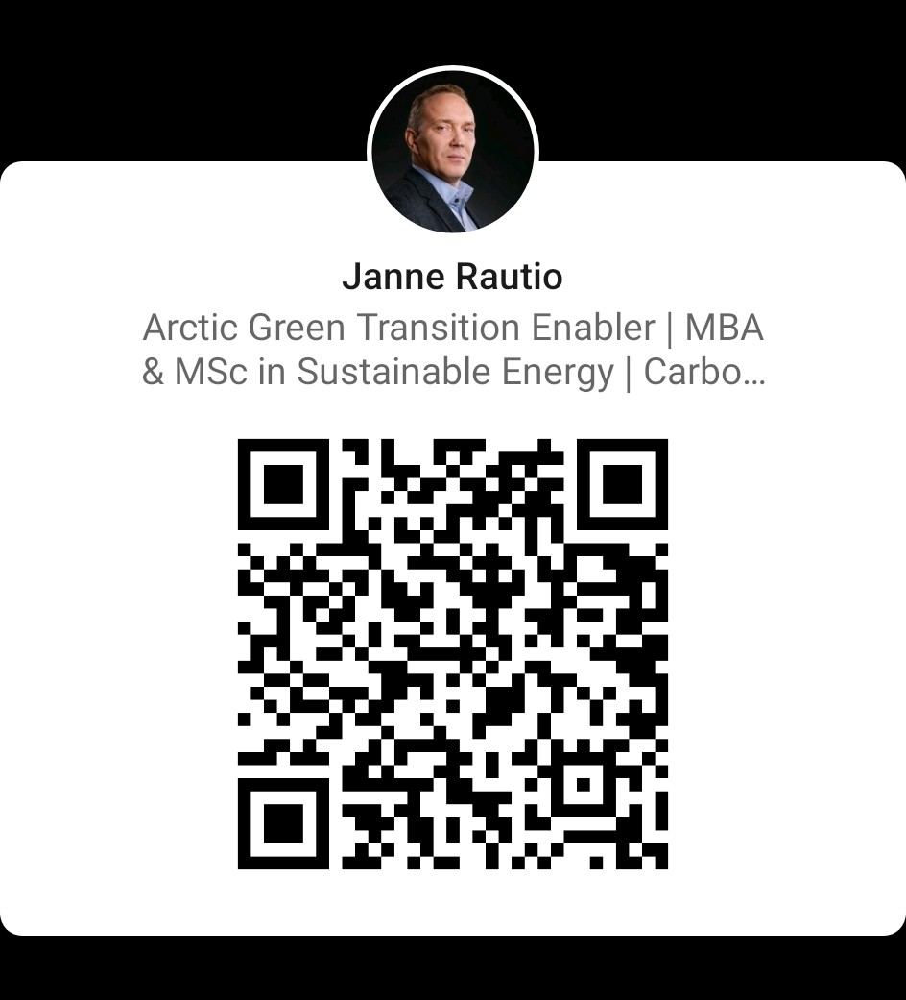 Janne Rautio
Arctic Green Transition Enabler | MBA
& MSc in Sustainable Energy | Carbo...